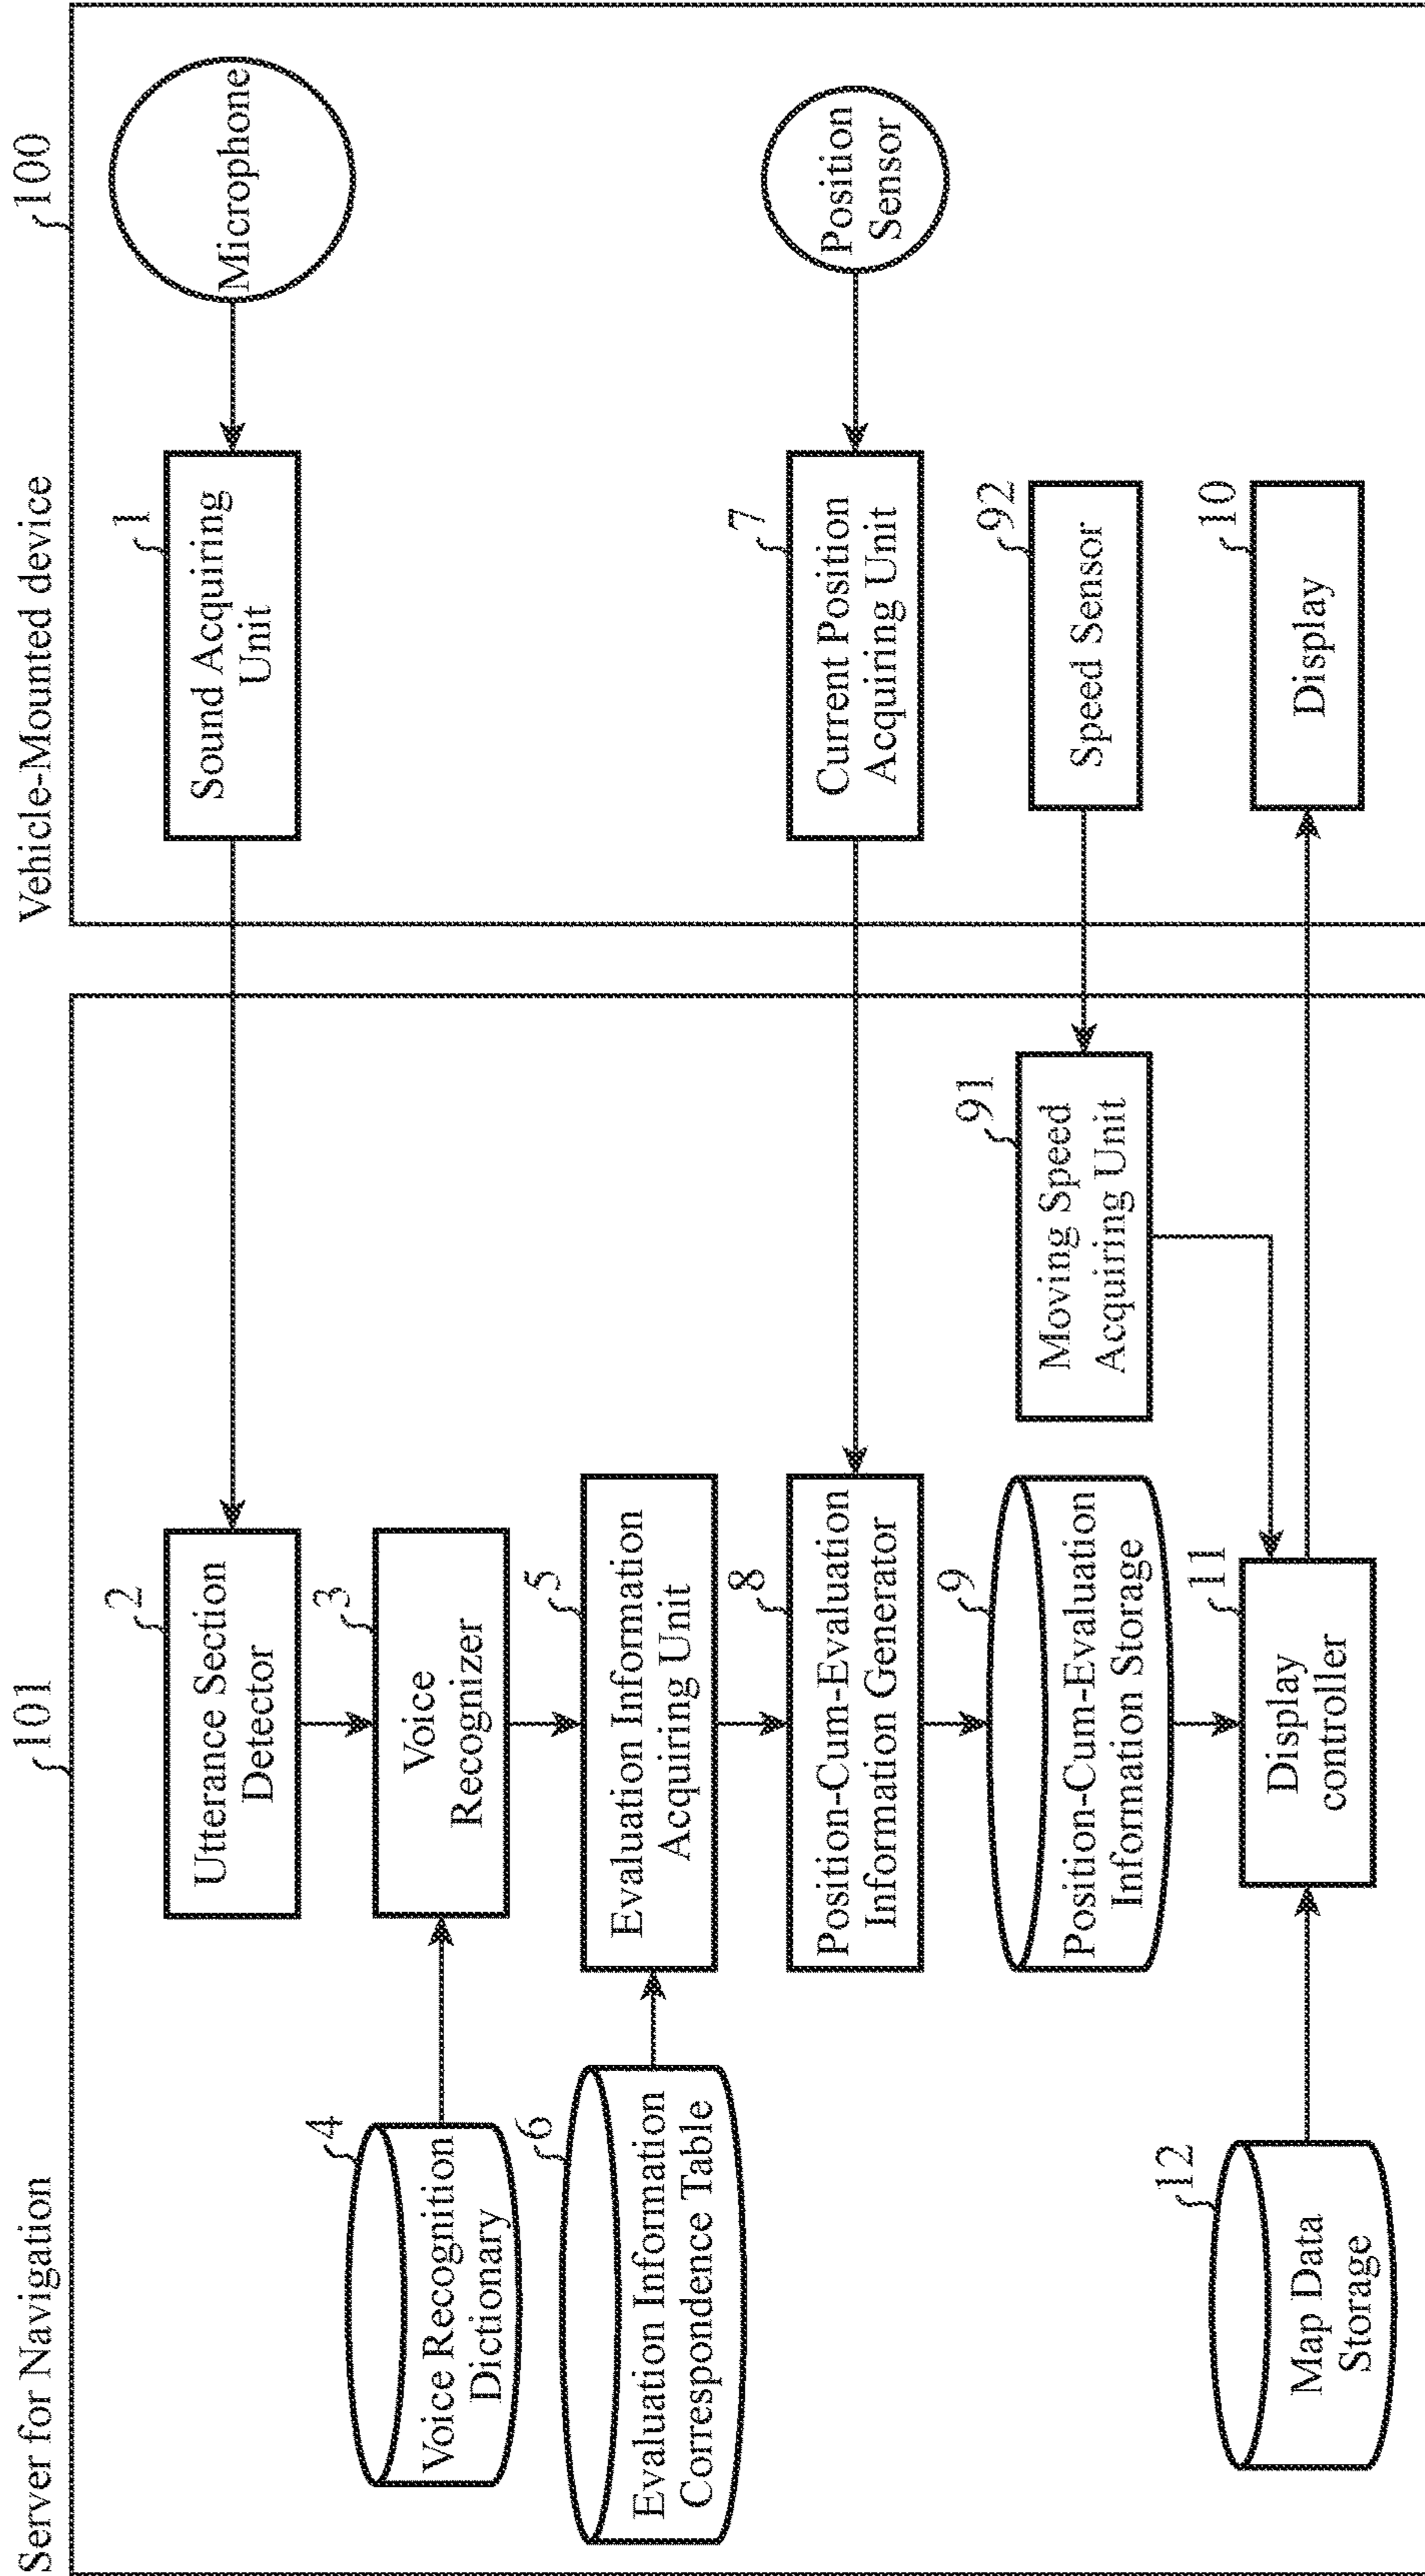 Server for Navigation
101
Vehicle-Mounted device
100
2
Utterance Section
Detector
1
Sound Acquiring
Unit
Microphone
4
Voice Recognition
Dictionary
3
Voice
Recognizer
6
Evaluation Information
Correspondence Table
5
Evaluation Information
Acquiring Unit
8
Position-Cum-Evaluation
Information Generator
7
Current Position
Acquiring Unit
Position
Sensor
9
Position-Cum-Evaluation
Information Storage
91
Moving Speed
Acquiring Unit
92
Speed Sensor
12
Map Data
Storage
11
Display
controller
10
Display